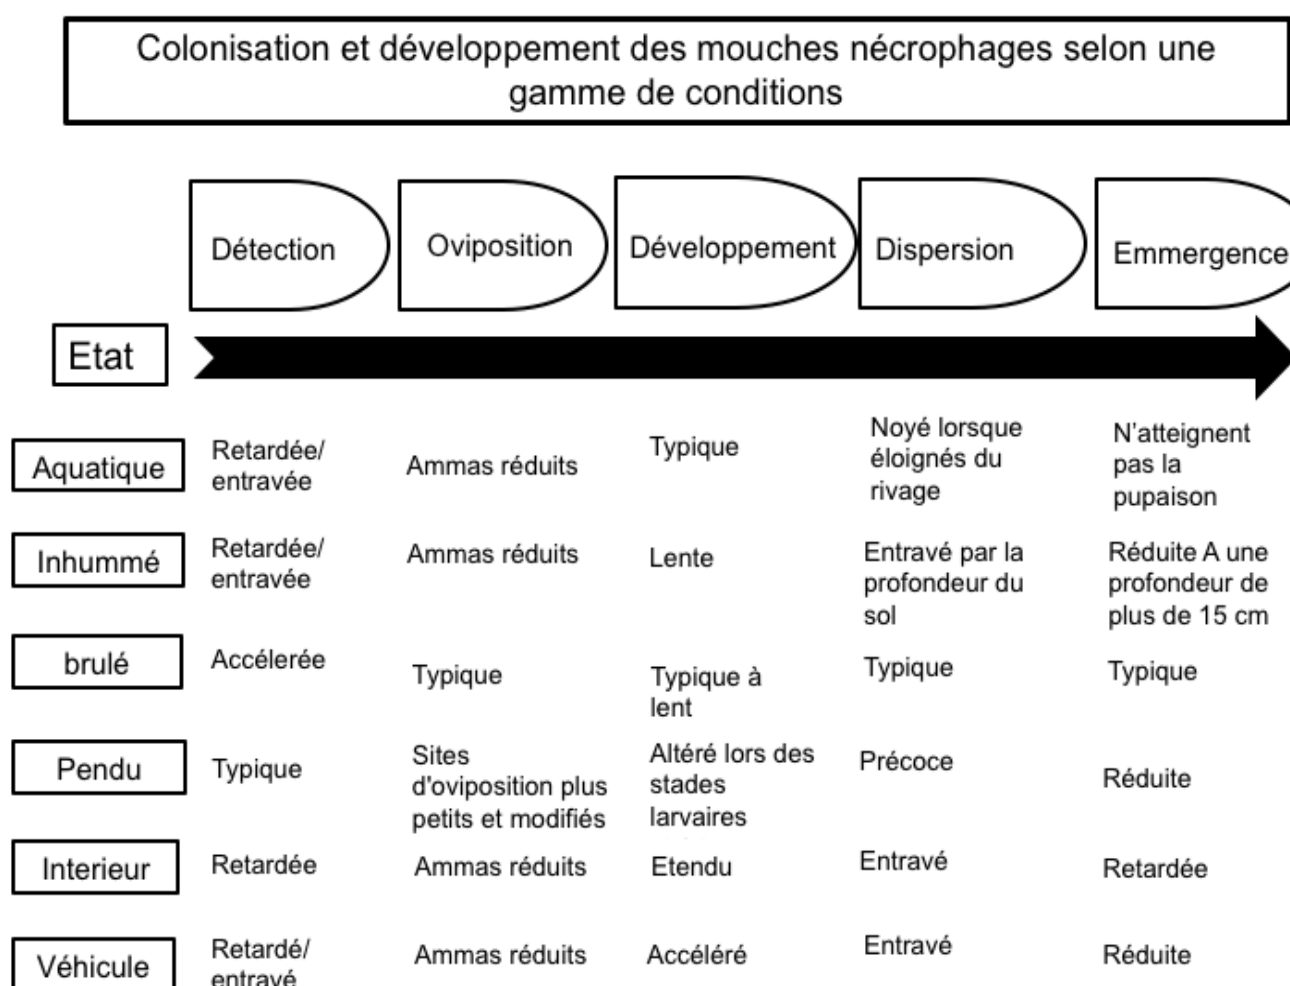 Colonisation et développement des mouches nécrophages selon une
gamme de conditions
Détection
Oviposition
Développement
Dispersion
Emmergence
Etat
Aquatique
Retardée/
entravée
Ammas réduits
Typique
Noyé lorsque
éloignés du
rivage
N'atteignent
pas la
pupaison
Inhummé
Retardée/
entravée
Ammas réduits
Lente
Entravé par la
profondeur du
sol
Réduite A une
profondeur de
plus de 15 cm
brulé
Accélerée
Typique
Typique à
lent
Typique
Typique
Pendu
Typique
Sites
d'oviposition plus
petits et modifiés
Altéré lors des
stades
larvaires
Précoce
Réduite
Interieur
Retardée
Ammas réduits
Etendu
Entravé
Retardée
Véhicule
Retardé/
entravé
Ammas réduits
Accéléré
Entravé
Réduite